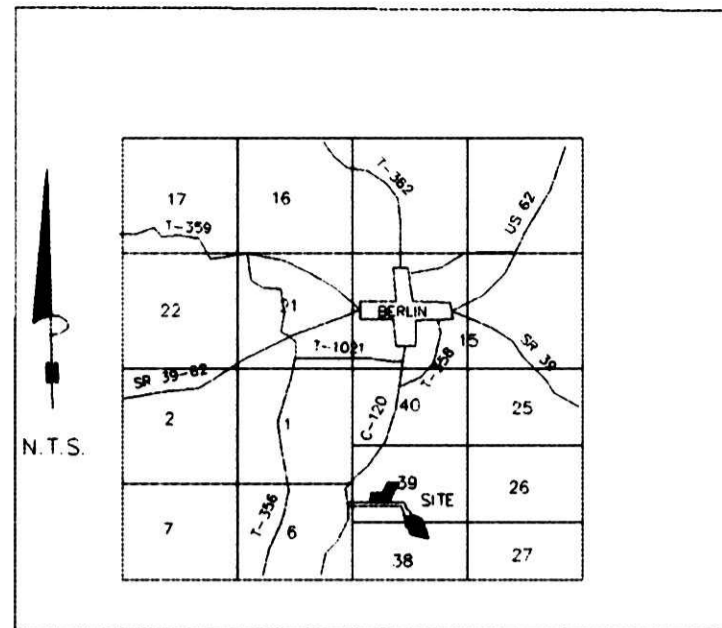 T-362
17
16
US 62
T-359
22
21
BERLIN
15
T-1021
T-358
SR 39
SR 39-62
2
1
C-120
40
25
N.T.S.
39
SITE
26
7
T-356
6
38
27